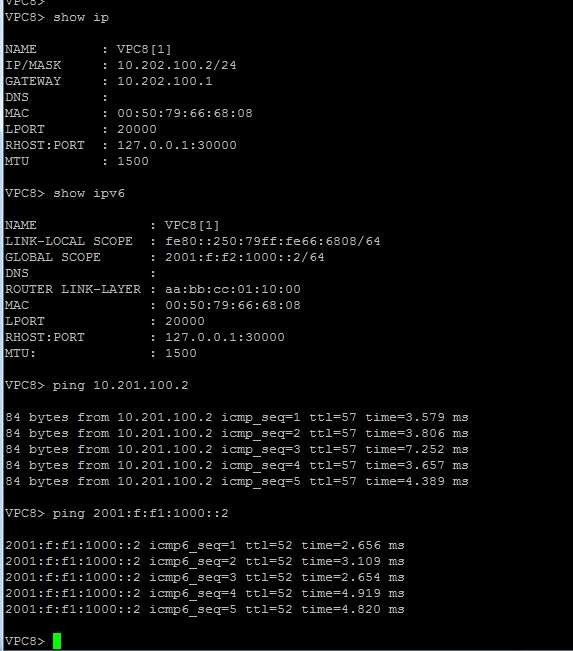 VPC8>
VPC8> show ip
NAME        : VPC8[1]
IP/MASK     : 10.202.100.2/24
GATEWAY     : 10.202.100.1
DNS         :
MAC         : 00:50:79:66:68:08
LPORT       : 20000
RHOST:PORT  : 127.0.0.1:30000
MTU         : 1500
VPC8> show ipv6
NAME              : VPC8[1]
LINK-LOCAL SCOPE  : fe80::250:79ff:fe66:6808/64
GLOBAL SCOPE      : 2001:f:f2:1000::2/64
DNS               :
ROUTER LINK-LAYER : aa:bb:cc:01:10:00
MAC               : 00:50:79:66:68:08
LPORT             : 20000
RHOST:PORT        : 127.0.0.1:30000
MTU:              : 1500
VPC8> ping 10.201.100.2
84 bytes from 10.201.100.2 icmp_seq=1 ttl=57 time=3.579 ms
84 bytes from 10.201.100.2 icmp_seq=2 ttl=57 time=3.806 ms
84 bytes from 10.201.100.2 icmp_seq=3 ttl=57 time=7.252 ms
84 bytes from 10.201.100.2 icmp_seq=4 ttl=57 time=3.657 ms
84 bytes from 10.201.100.2 icmp_seq=5 ttl=57 time=4.389 ms
VPC8> ping 2001:f:f1:1000::2
2001:f:f1:1000::2 icmp6_seq=1 ttl=52 time=2.656 ms
2001:f:f1:1000::2 icmp6_seq=2 ttl=52 time=3.109 ms
2001:f:f1:1000::2 icmp6_seq=3 ttl=52 time=2.654 ms
2001:f:f1:1000::2 icmp6_seq=4 ttl=52 time=4.919 ms
2001:f:f1:1000::2 icmp6_seq=5 ttl=52 time=4.820 ms
VPC8>